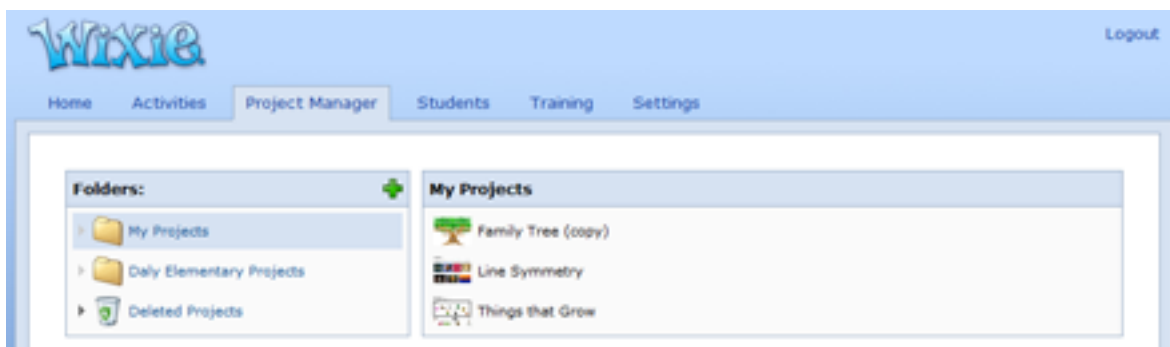 Wixie
Logout
Home Activities Project Manager Students Training Settings
Folders:
My Projects
Daly Elementary Projects
Deleted Projects
My Projects
Family Tree (copy)
Line Symmetry
Things that Grow